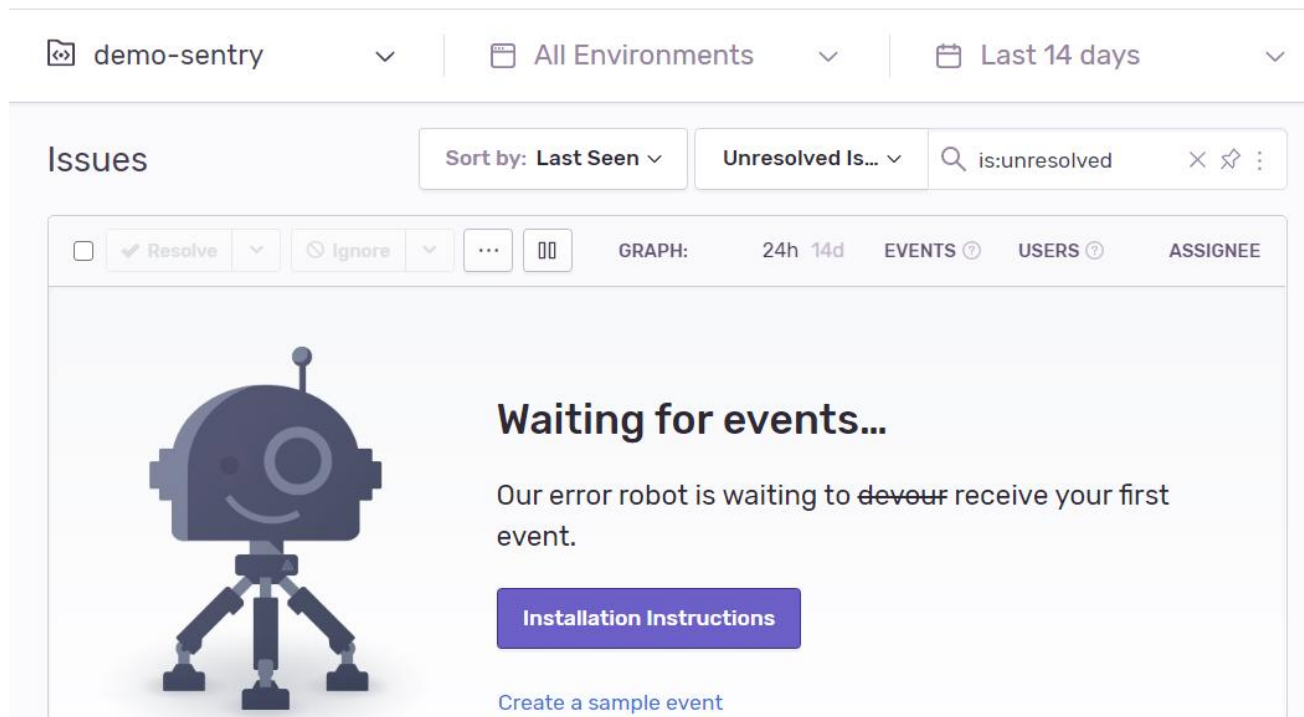 demo-sentry All Environments Last 14 days
Issues Sort by: Last Seen Unresolved Is... is:unresolved
Resolve Ignore ... GRAPH: 24h 14d EVENTS ? USERS ? ASSIGNEE
Waiting for events...
Our error robot is waiting to devour receive your first
event.
Installation Instructions
Create a sample event